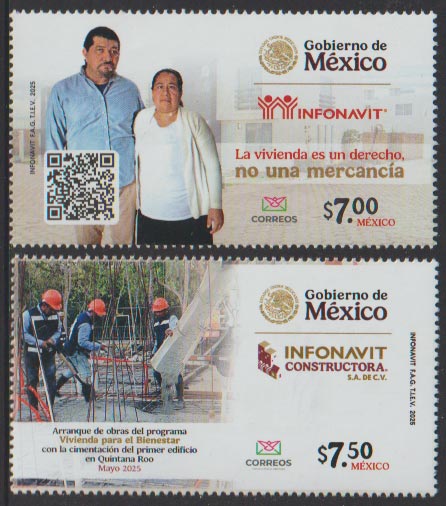 Gobierno de
México
INFONAVIT
La vivienda es un derecho,
no una mercancía
CORREOS
$7.00
MÉXICO
INFONAVIT F.A.G. T.I.E.V. 2025
Gobierno de
México
INFONAVIT
CONSTRUCTORA.
S.A. DE C.V.
Arranque de obras del programa
Vivienda para el Bienestar
con la cimentación del primer edificio
en Quintana Roo
Mayo 2025
CORREOS
$7.50
MÉXICO
INFONAVIT F.A.G. T.I.E.V. 2025